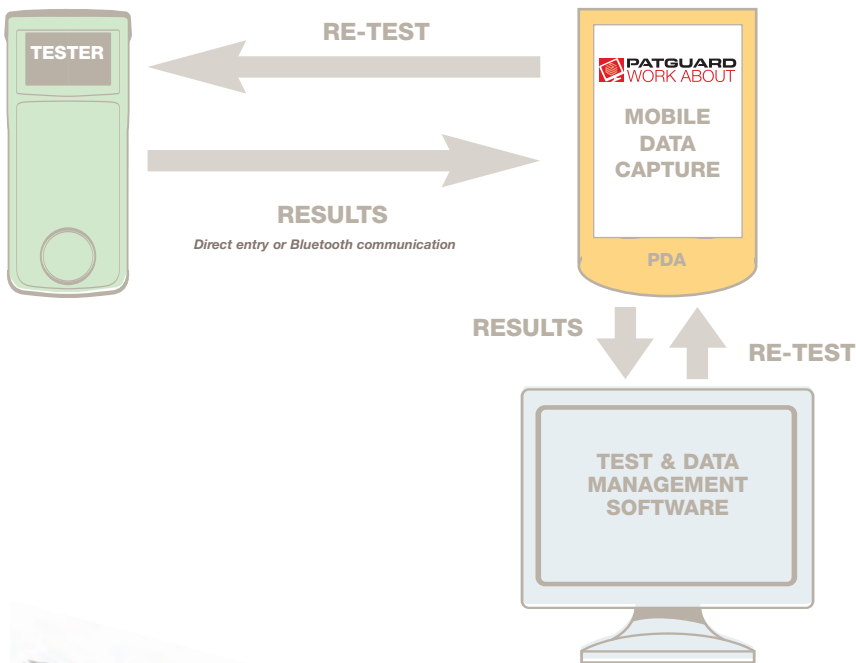 TESTER
RE-TEST
PATGUARD
WORK ABOUT
MOBILE
DATA
CAPTURE
RESULTS
Direct entry or Bluetooth communication
PDA
RESULTS
RE-TEST
TEST & DATA
MANAGEMENT
SOFTWARE